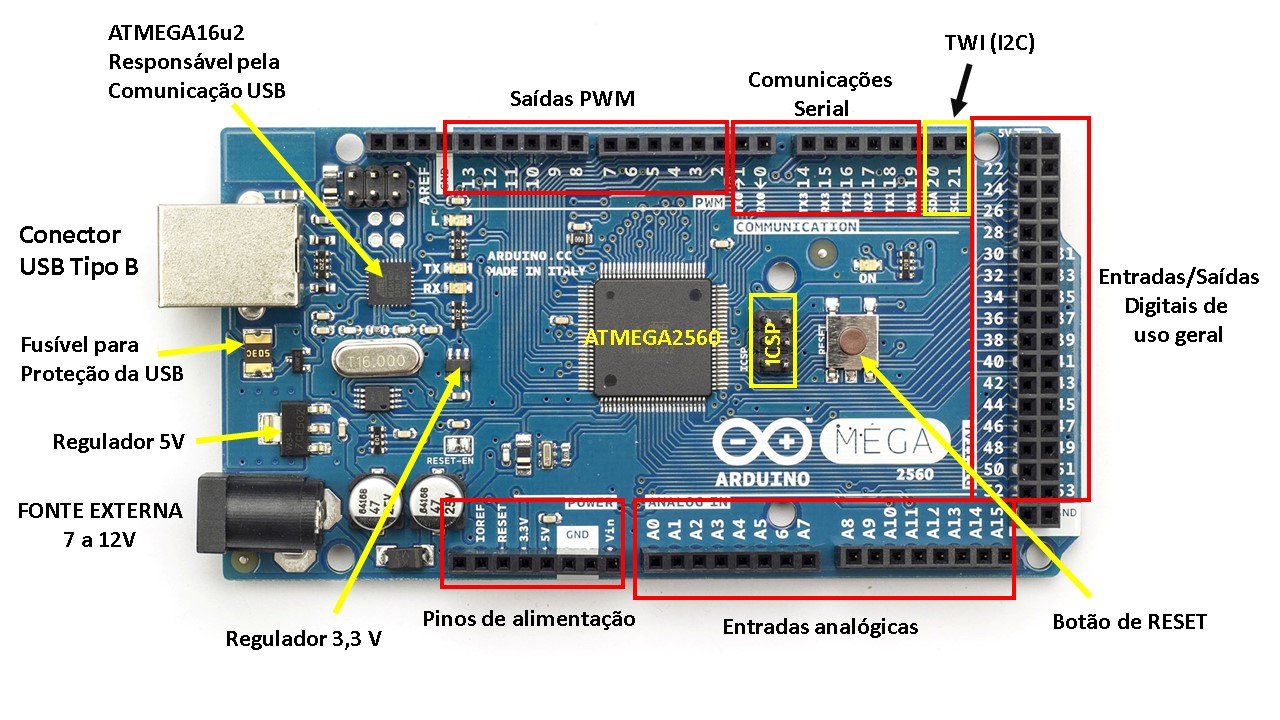 ATMEGA16u2
Responsável pela
Comunicação USB
Saídas PWM
Comunicações
Serial
TWI (I2C)
Conector
USB Tipo B
Fusível para
Proteção da USB
Regulador 5V
FONTE EXTERNA
7 a 12V
Regulador 3,3 V
Pinos de alimentação
Entradas analógicas
Botão de RESET
Entradas/Saídas
Digitais de
uso geral
ATMEGA2560
1CSP
AREF
GND
13
12
11
10
9
8
7
6
5
4
3
2
PWM
TX0 1
RX0 0
TX3 14
RX3 15
TX2 16
RX2 17
TX1 18
RX1 19
SDA 20
SCL 21
COMMUNICATION
5V
22
24
26
28
30 31
32 33
34 35
36 37
38 39
40 41
42 43
44 45
46 47
48 49
50 51
52 53
GND
ARDUINO.CC
MADE IN ITALY
L
TX
RX
ON
T16.000
ICSP
RESET
RESET-EN
MEGA
2560
ARDUINO
POWER
IOREF
RESET
3.3V
5V
GND
Vin
ANALOG IN
A0
A1
A2
A3
A4
A5
6
A7
A8
A9
A10
A11
A12
A13
A14
A15